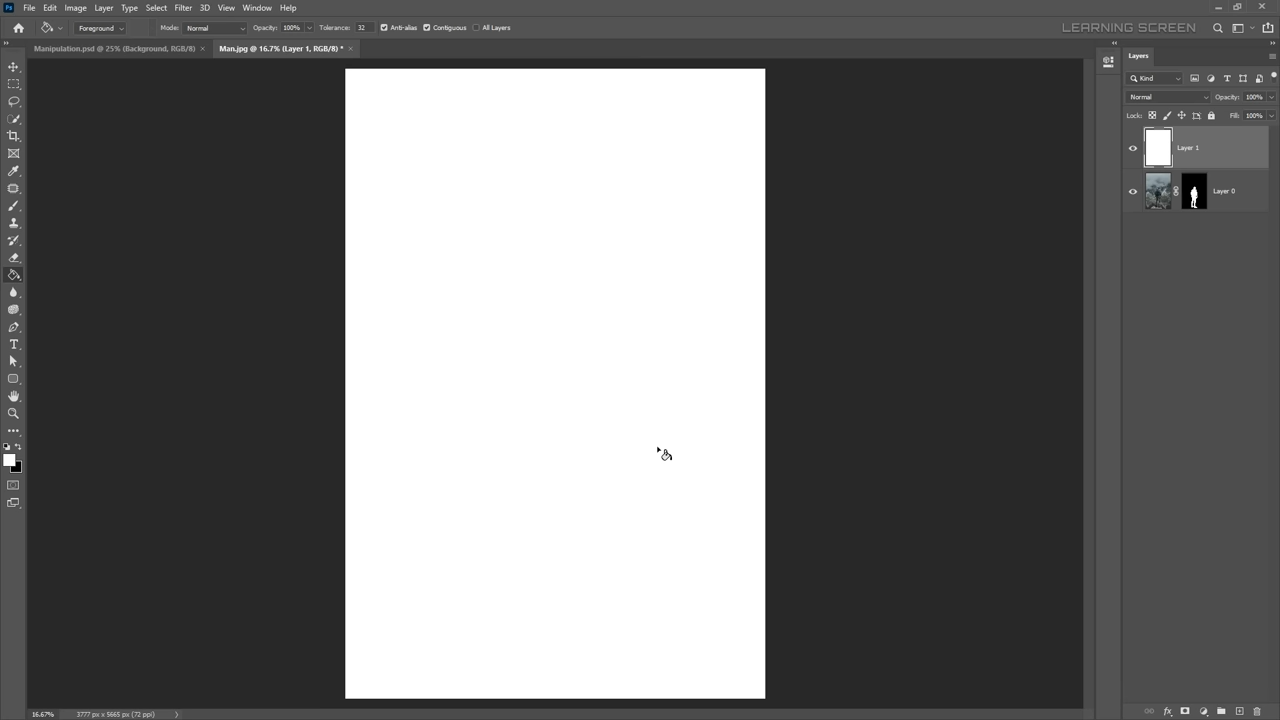 File Edit Image Layer Type Select Filter 3D View Window Help
Foreground Mode: Normal Opacity: 100% Tolerance: 32 Anti-alias Contiguous All Layers
LEARNING SCREEN
Manipulation.psd @ 25% (Background, RGB/8) × Man.jpg @ 16.7% (Layer 1, RGB/8) * ×
Layers
Kind
Normal Opacity: 100%
Lock: Fill: 100%
Layer 1
Layer 0
16.67% 3777 px x 5665 px (72 ppi)